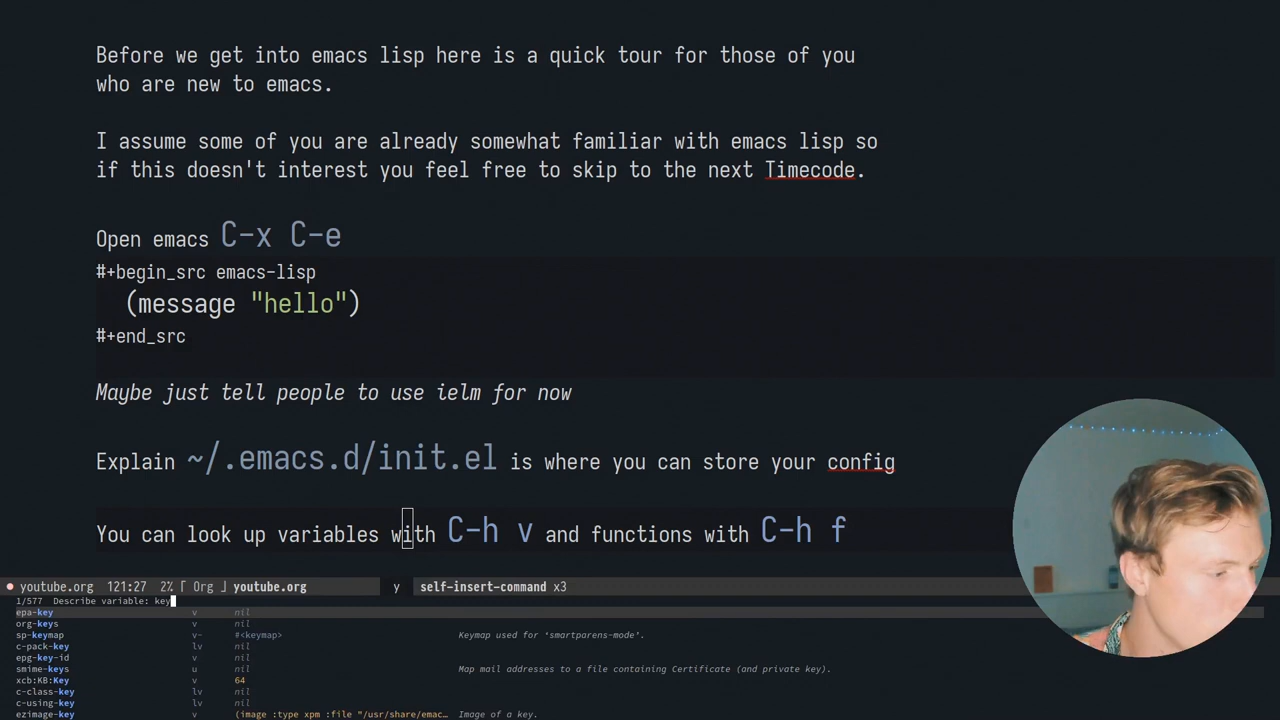 Before we get into emacs lisp here is a quick tour for those of you
who are new to emacs.
I assume some of you are already somewhat familiar with emacs lisp so
if this doesn't interest you feel free to skip to the next Timecode.
Open emacs C-x C-e
#+begin_src emacs-lisp
(message "hello")
#+end_src
Maybe just tell people to use ielm for now
Explain ~/.emacs.d/init.el is where you can store your config
You can look up variables with C-h v and functions with C-h f
youtube.org 121:27 2% ⎡ Org ⎦ youtube.org y self-insert-command x3
1/577 Describe variable: key
epa-key v nil
org-keys v nil
sp-keymap v- #<keymap> Keymap used for ‘smartparens-mode’.
c-pack-key lv nil
epg-key-id v nil
smime-keys u nil Map mail addresses to a file containing Certificate (and private key).
xcb:KB:Key v 64
c-class-key lv nil
c-using-key lv nil
ezimage-key v (image :type xpm :file "/usr/share/emac… Image of a key.